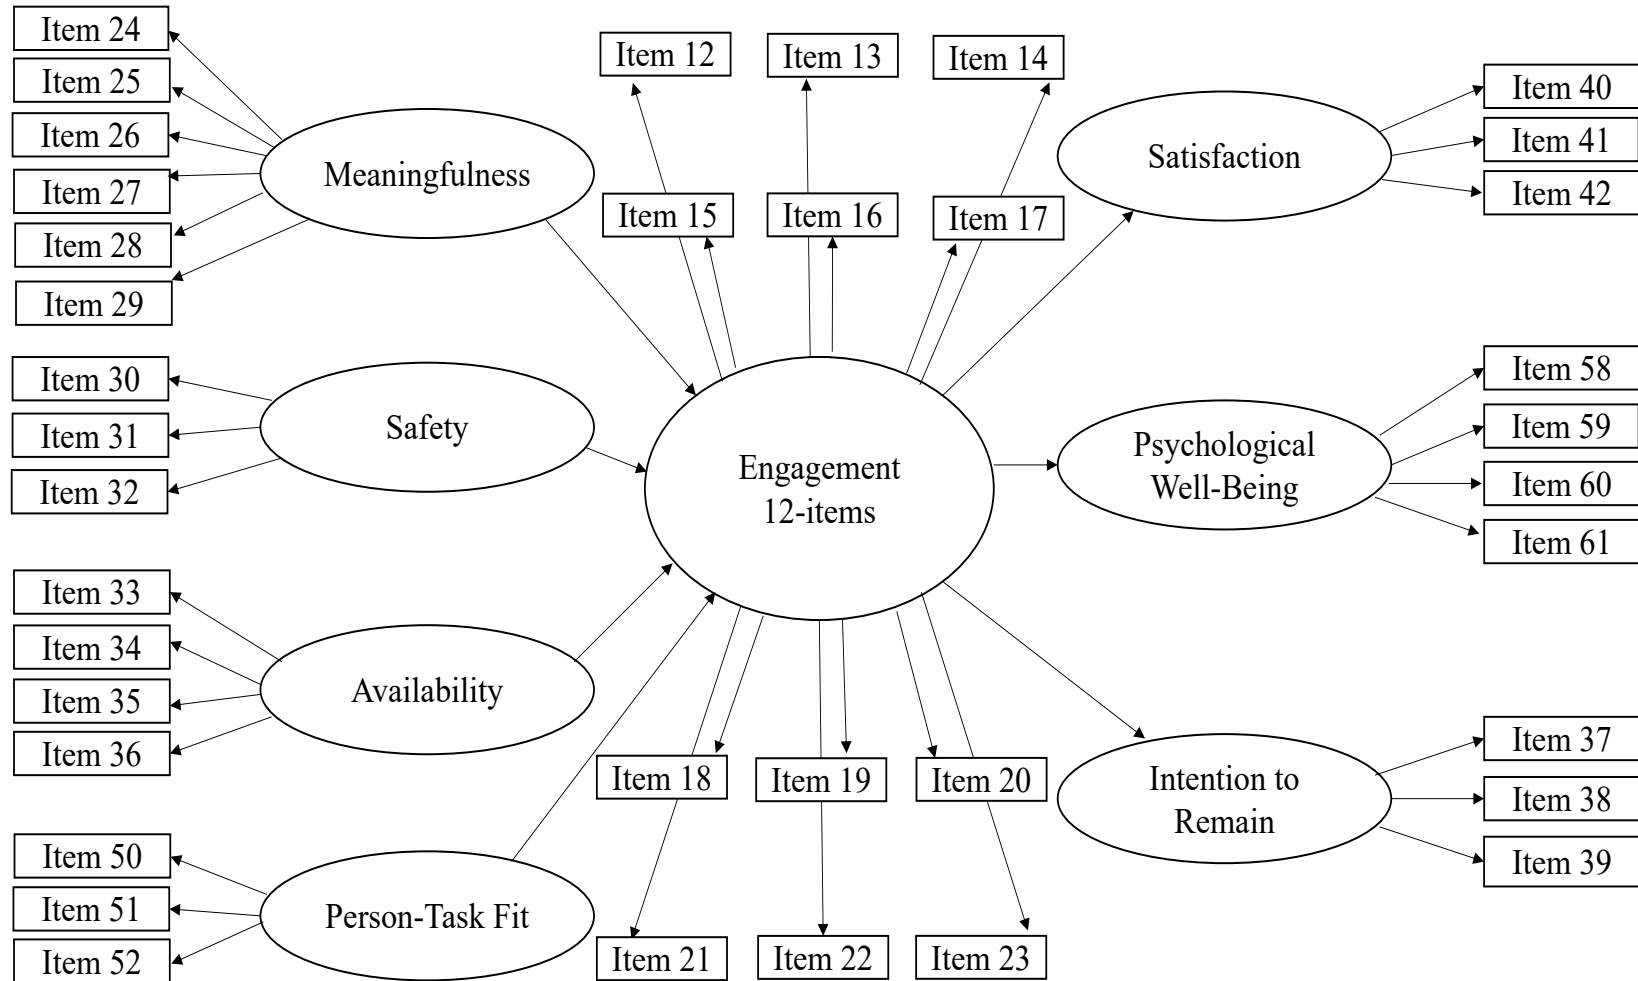 Item 24
Item 25
Item 26
Item 27
Item 28
Item 29
Meaningfulness
Item 30
Item 31
Item 32
Safety
Item 33
Item 34
Item 35
Item 36
Availability
Item 50
Item 51
Item 52
Person-Task Fit
Item 12
Item 13
Item 14
Item 15
Item 16
Item 17
Engagement
12-items
Item 18
Item 19
Item 20
Item 21
Item 22
Item 23
Satisfaction
Item 40
Item 41
Item 42
Psychological
Well-Being
Item 58
Item 59
Item 60
Item 61
Intention to
Remain
Item 37
Item 38
Item 39